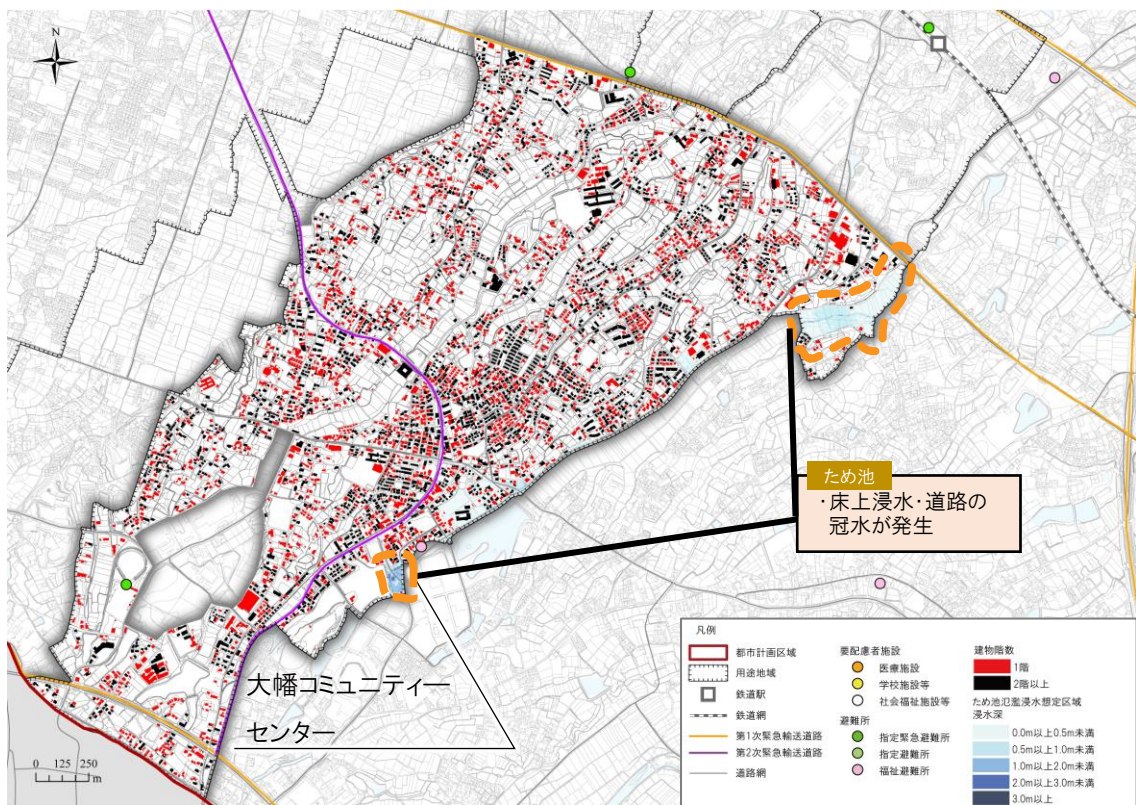 N
ため池
・床上浸水・道路の
冠水が発生
大幡コミュニティー
センター
0 125 250
m
凡例
都市計画区域
用途地域
鉄道駅
鉄道網
第1次緊急輸送道路
第2次緊急輸送道路
道路網
要配慮者施設
医療施設
学校施設等
社会福祉施設等
避難所
指定緊急避難所
指定避難所
福祉避難所
建物階数
1階
2階以上
ため池氾濫浸水想定区域
浸水深
0.0m以上0.5m未満
0.5m以上1.0m未満
1.0m以上2.0m未満
2.0m以上3.0m未満
3.0m以上